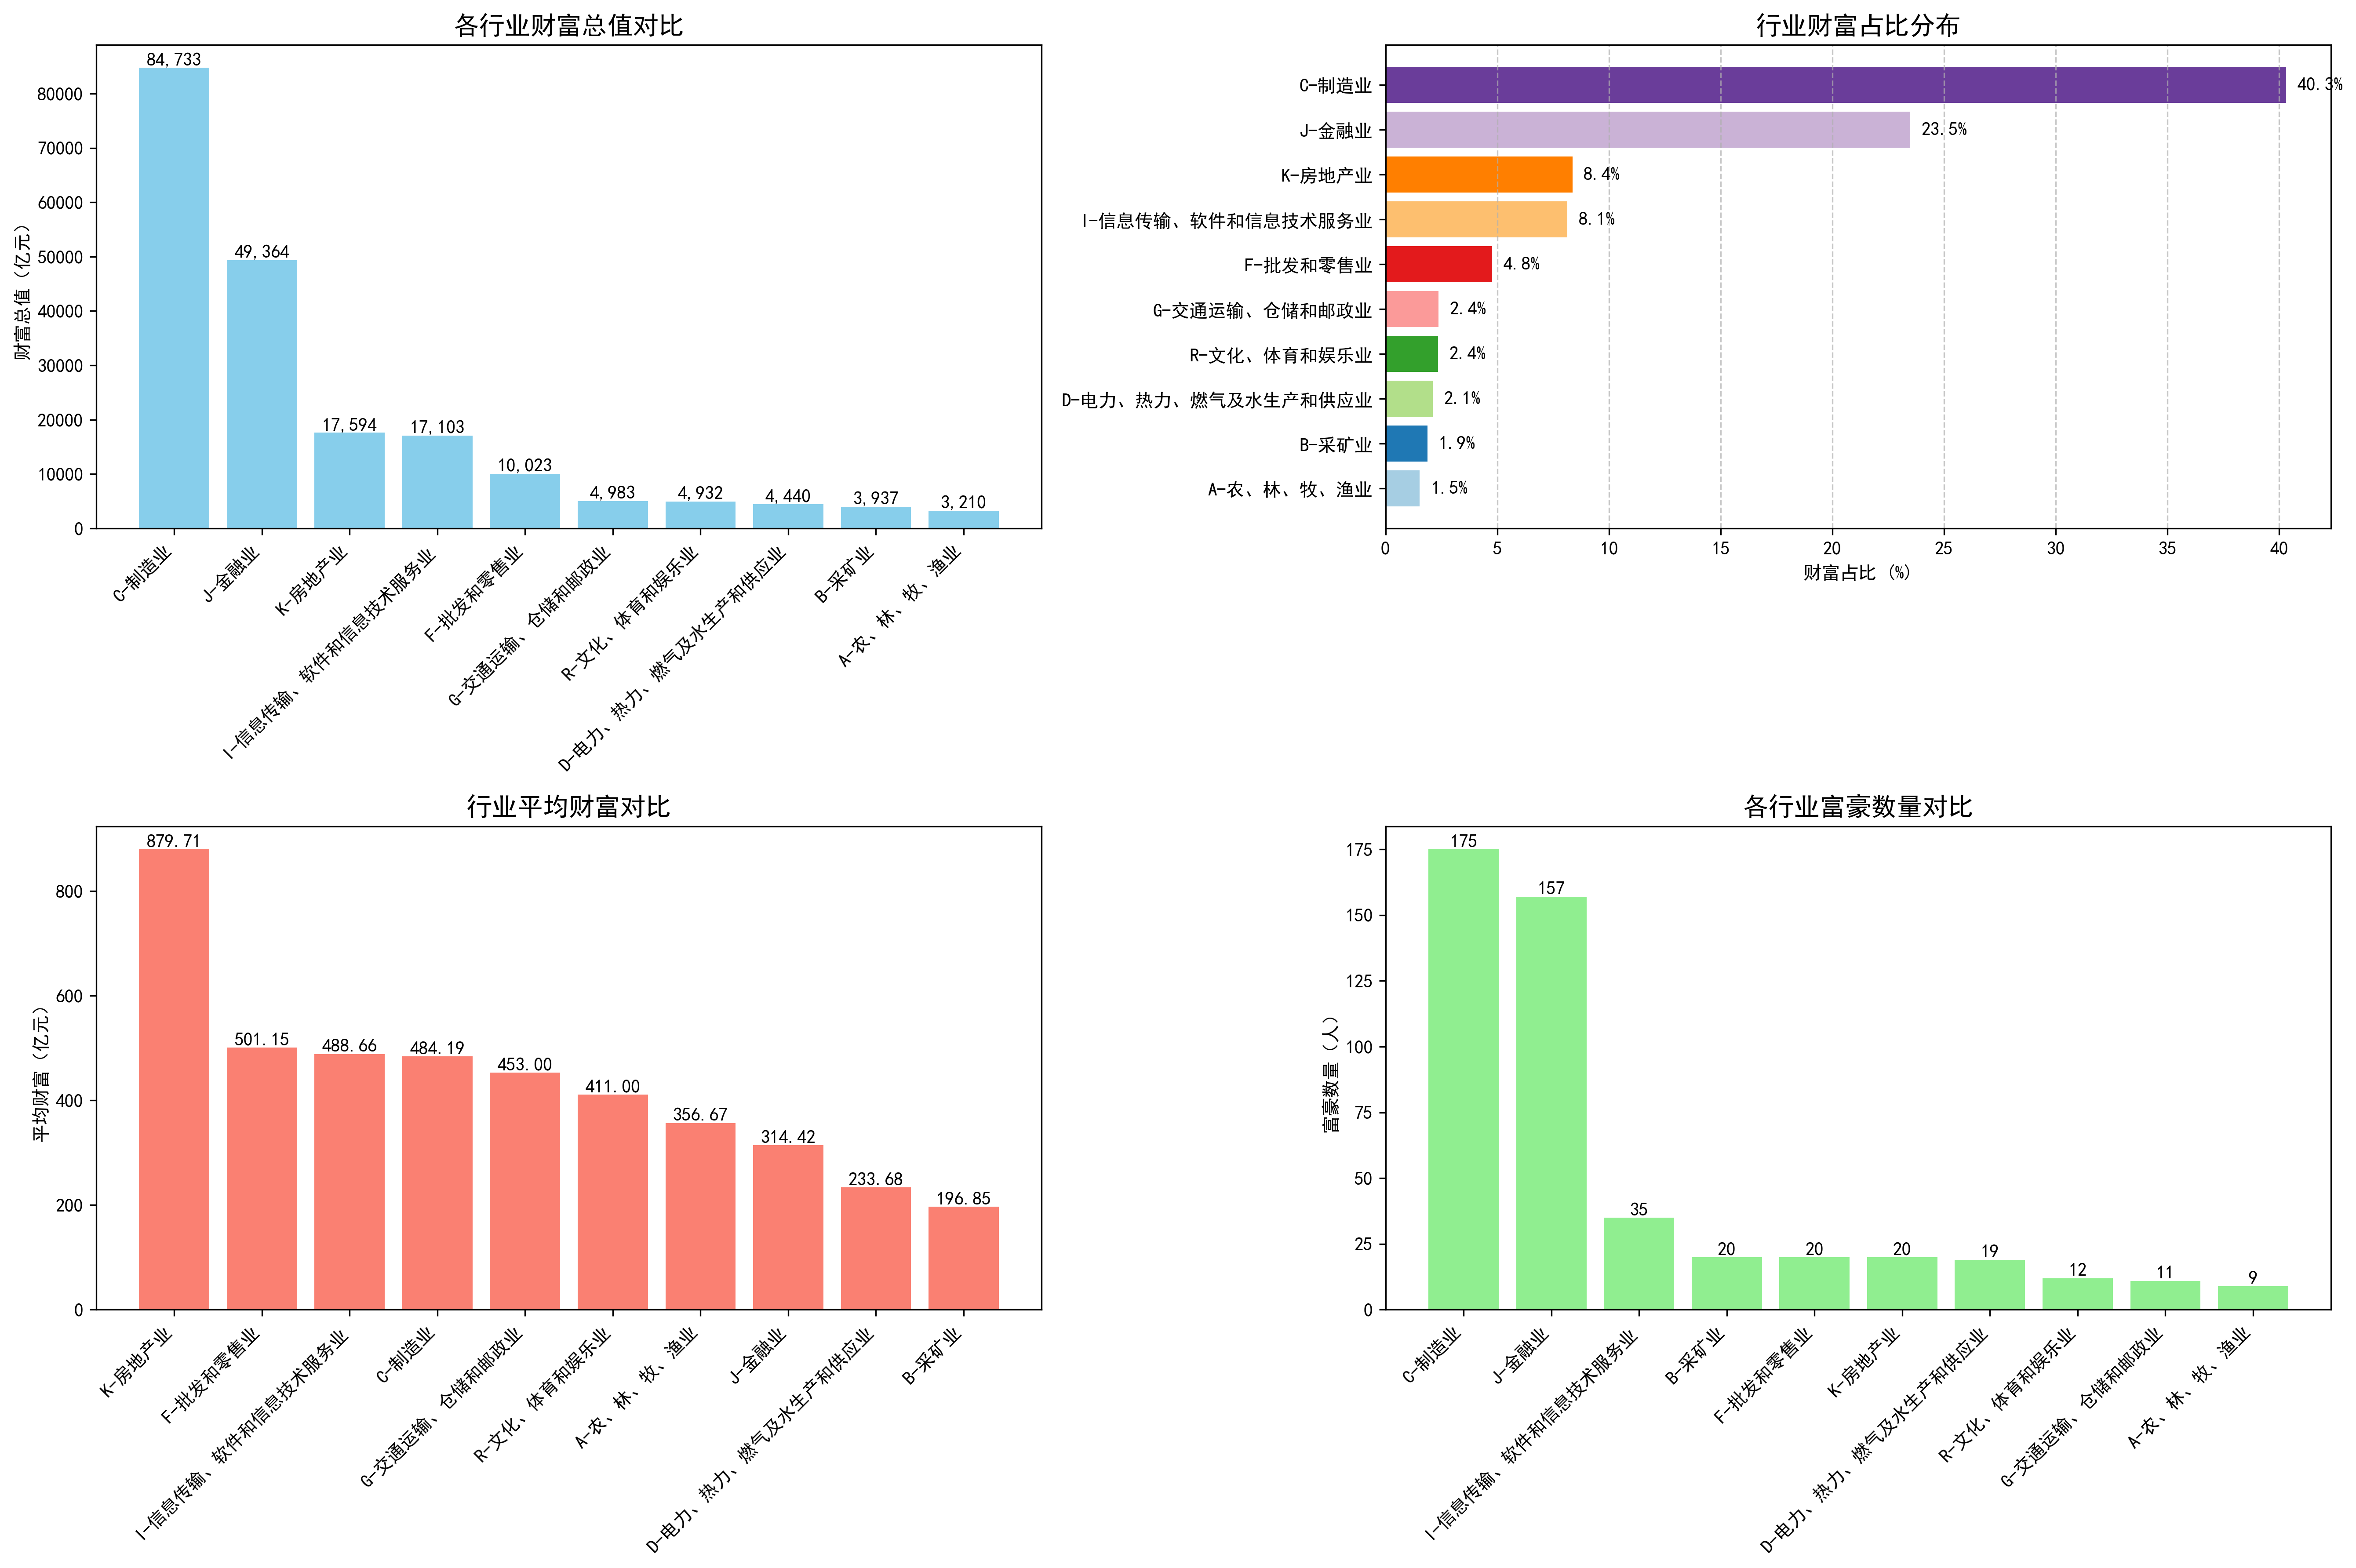 各行业财富总值对比
财富总值（亿元）
80000
70000
60000
50000
40000
30000
20000
10000
0
84,733
49,364
17,594
17,103
10,023
4,983
4,932
4,440
3,937
3,210
C-制造业
J-金融业
K-房地产业
I-信息传输、软件和信息技术服务业
F-批发和零售业
G-交通运输、仓储和邮政业
R-文化、体育和娱乐业
D-电力、热力、燃气及水生产和供应业
B-采矿业
A-农、林、牧、渔业
行业财富占比分布
C-制造业 40.3%
J-金融业 23.5%
K-房地产业 8.4%
I-信息传输、软件和信息技术服务业 8.1%
F-批发和零售业 4.8%
G-交通运输、仓储和邮政业 2.4%
R-文化、体育和娱乐业 2.4%
D-电力、热力、燃气及水生产和供应业 2.1%
B-采矿业 1.9%
A-农、林、牧、渔业 1.5%
0 5 10 15 20 25 30 35 40
财富占比 (%)
行业平均财富对比
平均财富（亿元）
800
600
400
200
0
879.71
501.15
488.66
484.19
453.00
411.00
356.67
314.42
233.68
196.85
K-房地产业
F-批发和零售业
I-信息传输、软件和信息技术服务业
C-制造业
G-交通运输、仓储和邮政业
R-文化、体育和娱乐业
A-农、林、牧、渔业
J-金融业
D-电力、热力、燃气及水生产和供应业
B-采矿业
各行业富豪数量对比
富豪数量（人）
175
150
125
100
75
50
25
0
175
157
35
20
20
20
19
12
11
9
C-制造业
J-金融业
I-信息传输、软件和信息技术服务业
B-采矿业
F-批发和零售业
K-房地产业
D-电力、热力、燃气及水生产和供应业
R-文化、体育和娱乐业
G-交通运输、仓储和邮政业
A-农、林、牧、渔业